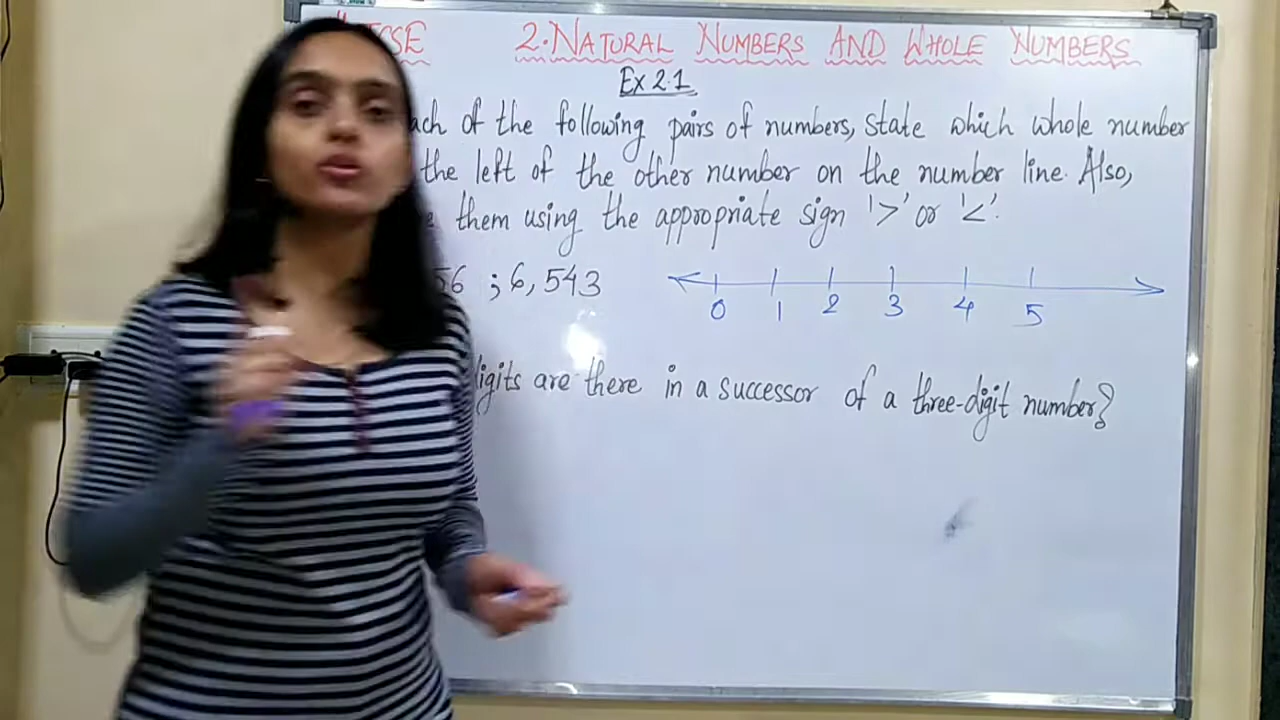 2. NATURAL NUMBERS AND WHOLE NUMBERS
Ex 2.1
of the following pairs of numbers, state which whole number
the left of the other number on the number line. Also,
them using the appropriate sign '>' or '<'.
56 ; 6,543
0 1 2 3 4 5
are there in a successor of a three-digit number?